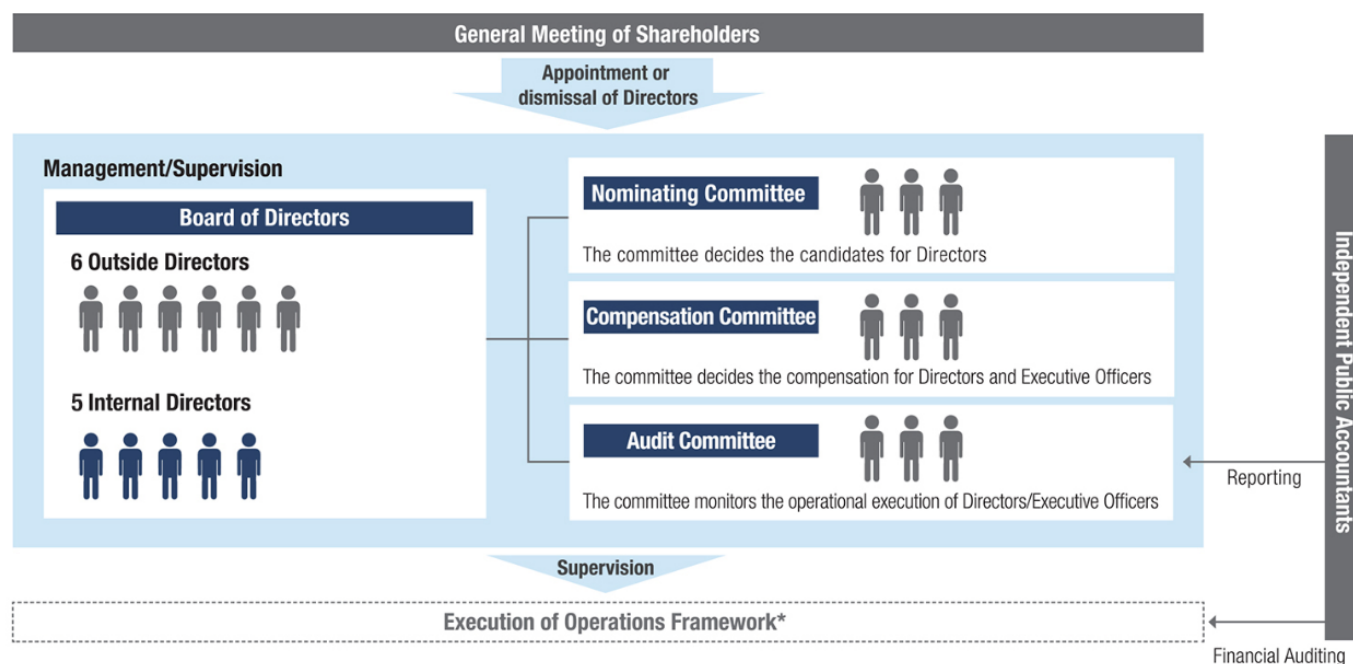 General Meeting of Shareholders
Appointment or
dismissal of Directors
Management/Supervision
Board of Directors
6 Outside Directors
5 Internal Directors
Nominating Committee
The committee decides the candidates for Directors
Compensation Committee
The committee decides the compensation for Directors and Executive Officers
Audit Committee
The committee monitors the operational execution of Directors/Executive Officers
Independent Public Accountants
Reporting
Supervision
Execution of Operations Framework*
Financial Auditing